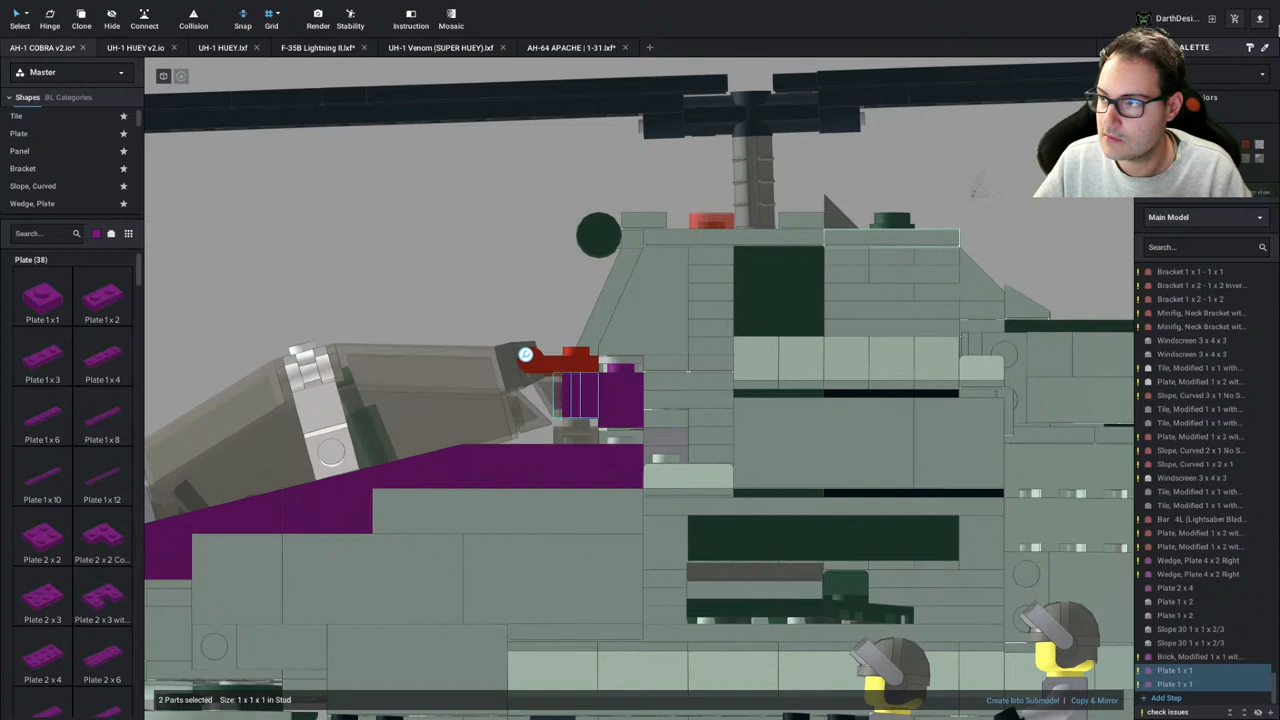 Select
Hinge
Clone
Hide
Connect
Collision
Snap
Grid
Render
Stability
Instruction
Mosaic
DarthDesi...
AH-1 COBRA v2.io*
UH-1 HUEY v2.io
UH-1 HUEY.lxf
F-35B Lightning II.lxf*
UH-1 Venom (SUPER HUEY).lxf
AH-64 APACHE | 1-31.lxf*
ALETTE
Master
Shapes
BL Categories
Tile
Plate
Panel
Bracket
Slope, Curved
Wedge, Plate
Search...
Plate (38)
Plate 1 x 1
Plate 1 x 2
Plate 1 x 3
Plate 1 x 4
Plate 1 x 6
Plate 1 x 8
Plate 1 x 10
Plate 1 x 12
Plate 2 x 2
Plate 2 x 2 Co...
Plate 2 x 3
Plate 2 x 3 wit...
Plate 2 x 4
Plate 2 x 6
2 Parts selected
Size: 1 x 1 x 1 in Stud
Create Into Submodel
Copy & Mirror
Main Model
Search...
Bracket 1 x 1 - 1 x 1
Bracket 1 x 2 - 1 x 2 Inver...
Bracket 1 x 2 - 1 x 2
Minifig, Neck Bracket wit...
Minifig, Neck Bracket wit...
Windscreen 3 x 4 x 3
Windscreen 3 x 4 x 3
Tile, Modified 1 x 1 with...
Plate, Modified 1 x 2 wit...
Slope, Curved 3 x 1 No S...
Tile, Modified 1 x 1 with...
Tile, Modified 1 x 1 with...
Plate, Modified 1 x 2 wit...
Slope, Curved 2 x 1 No S...
Slope, Curved 1 x 2 x 1
Windscreen 3 x 4 x 3
Tile, Modified 1 x 1 with...
Tile, Modified 1 x 1 with...
Bar 4L (Lightsaber Blad...
Plate, Modified 1 x 2 wit...
Plate, Modified 1 x 2 wit...
Wedge, Plate 4 x 2 Right
Wedge, Plate 4 x 2 Right
Plate 2 x 4
Plate 1 x 2
Plate 1 x 2
Slope 30 1 x 1 x 2/3
Slope 30 1 x 1 x 2/3
Brick, Modified 1 x 1 wit...
Plate 1 x 1
Plate 1 x 1
Add Step
check issues